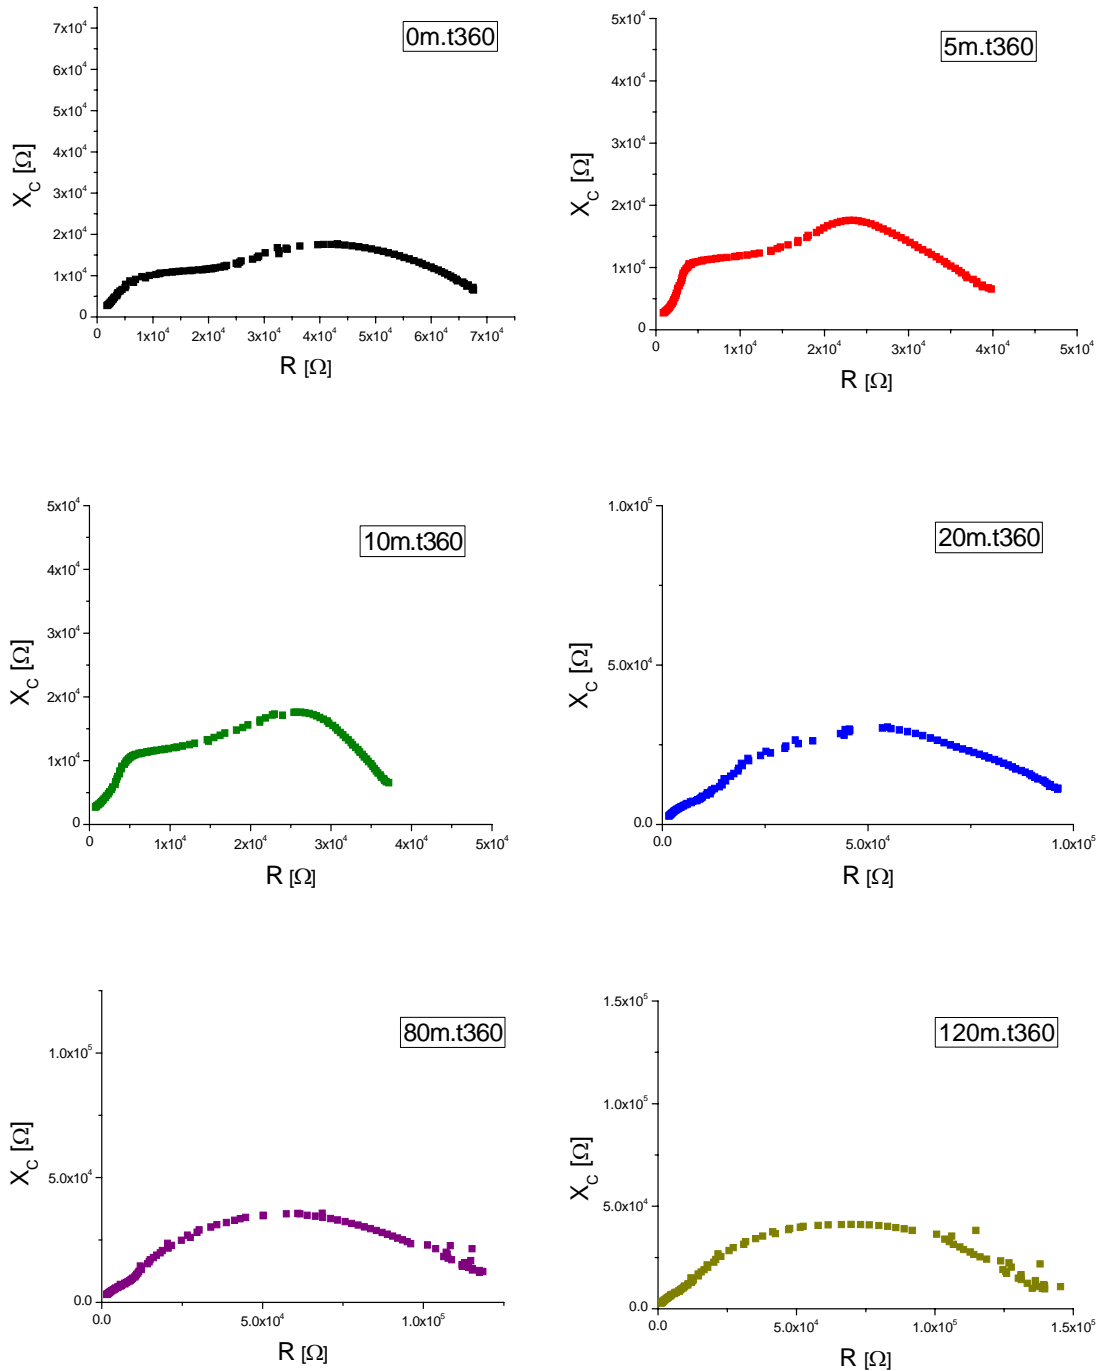 0m.t360
7x10⁴
6x10⁴
5x10⁴
4x10⁴
3x10⁴
2x10⁴
1x10⁴
0
X_C [Ω]
0 1x10⁴ 2x10⁴ 3x10⁴ 4x10⁴ 5x10⁴ 6x10⁴ 7x10⁴
R [Ω]
5m.t360
5x10⁴
4x10⁴
3x10⁴
2x10⁴
1x10⁴
0
X_C [Ω]
0 1x10⁴ 2x10⁴ 3x10⁴ 4x10⁴ 5x10⁴
R [Ω]
10m.t360
5x10⁴
4x10⁴
3x10⁴
2x10⁴
1x10⁴
0
X_C [Ω]
0 1x10⁴ 2x10⁴ 3x10⁴ 4x10⁴ 5x10⁴
R [Ω]
20m.t360
1.0x10⁵
5.0x10⁴
0.0
X_C [Ω]
0.0 5.0x10⁴ 1.0x10⁵
R [Ω]
80m.t360
1.0x10⁵
5.0x10⁴
0.0
X_C [Ω]
0.0 5.0x10⁴ 1.0x10⁵
R [Ω]
120m.t360
1.5x10⁵
1.0x10⁵
5.0x10⁴
0.0
X_C [Ω]
0.0 5.0x10⁴ 1.0x10⁵ 1.5x10⁵
R [Ω]